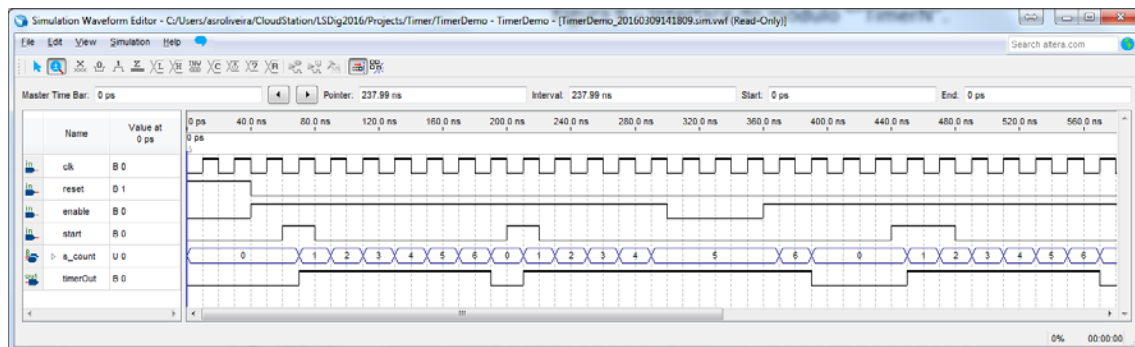 Simulation Waveform Editor - C:/Users/asroliveira/CloudStation/LSDig2016/Projects/Timer/TimerDemo - TimerDemo - [TimerDemo_20160309141809.sim.vwf (Read-Only)]
File Edit View Simulation Help Search altera.com
Master Time Bar: 0 ps Pointer: 237.99 ns Interval: 237.99 ns Start: 0 ps End: 0 ps
Name Value at 0 ps 0 ps 40.0 ns 80.0 ns 120.0 ns 160.0 ns 200.0 ns 240.0 ns 280.0 ns 320.0 ns 360.0 ns 400.0 ns 440.0 ns 480.0 ns 520.0 ns 560.0 ns
0 ps
in clk B 0
in reset B 1
in enable B 0
in start B 0
s_count U 0 0 1 2 3 4 5 6 0 1 2 3 4 5 6 0 1 2 3 4 5 6
out timerOut B 0
0% 00:00:00